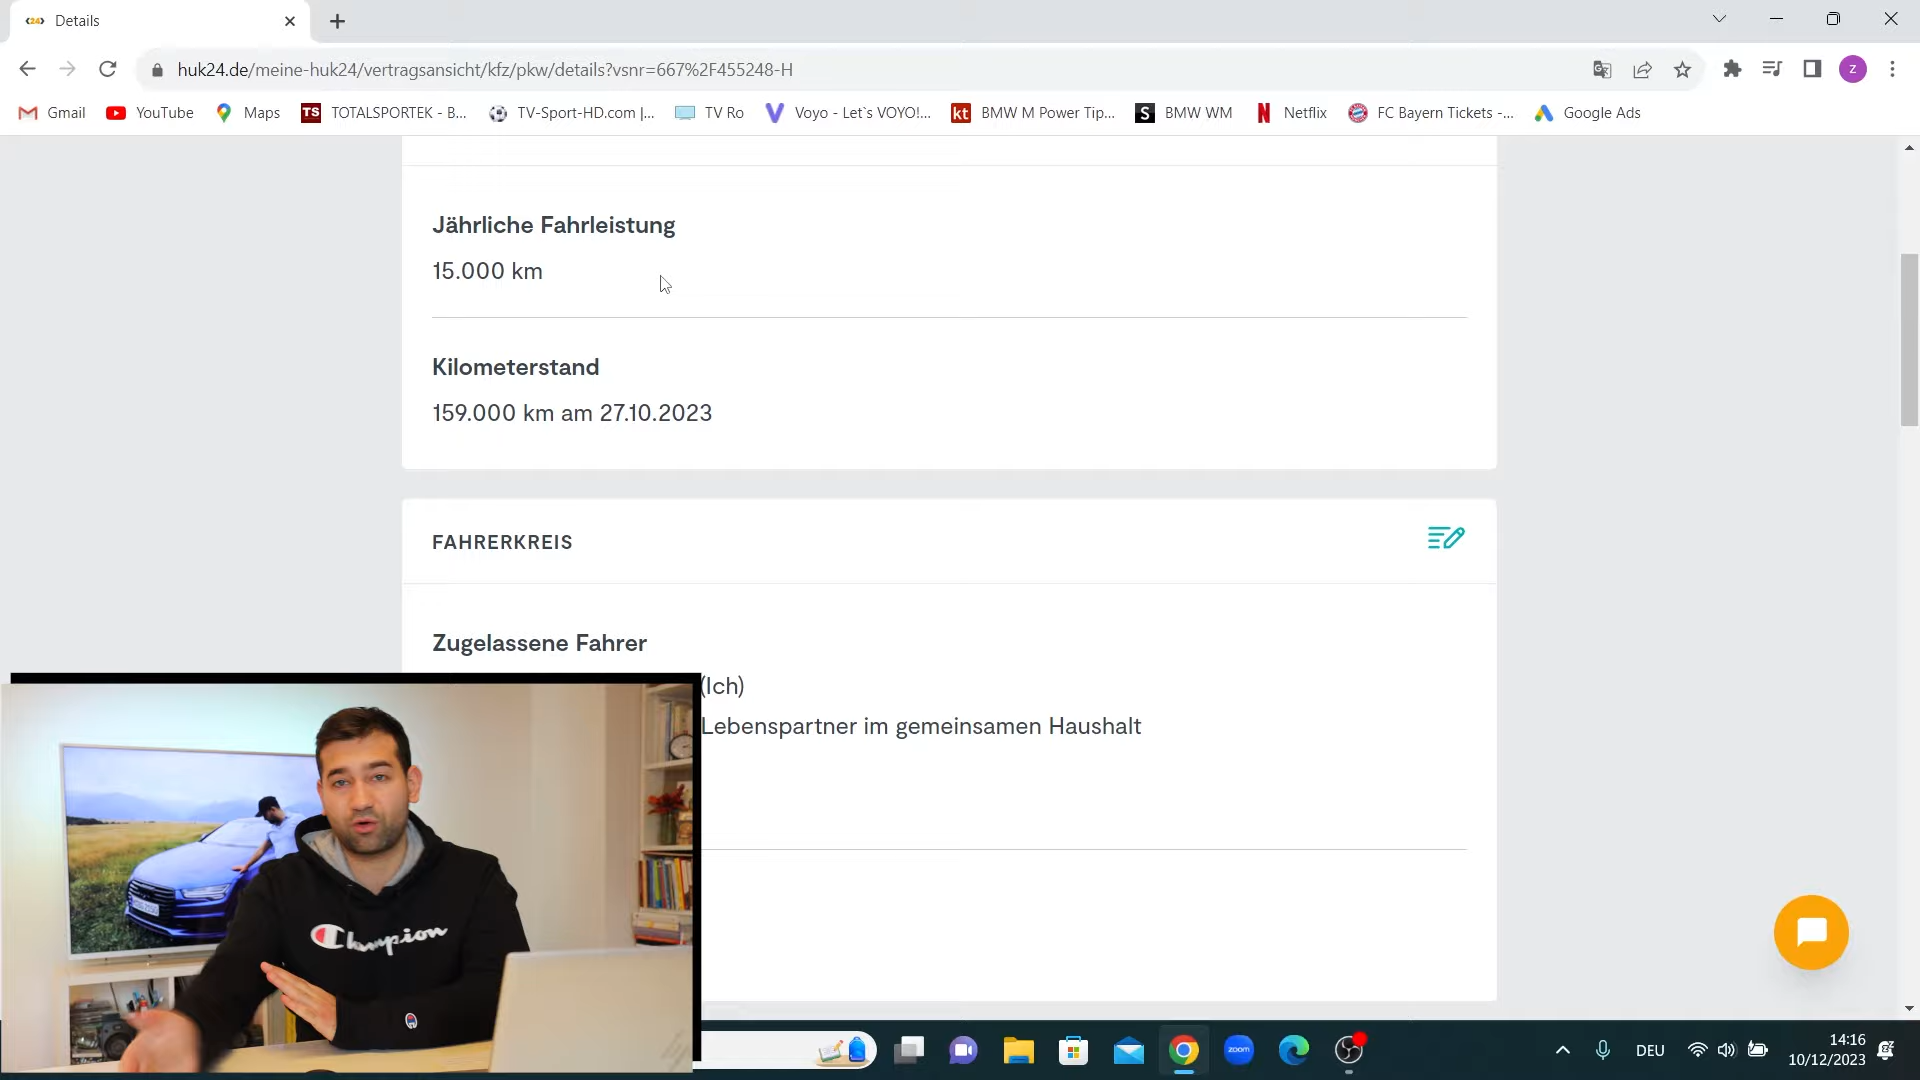 Details
huk24.de/meine-huk24/vertragsansicht/kfz/pkw/details?vsnr=667%2F455248-H
Z
Gmail YouTube Maps TS TOTALSPORTEK - B... TV-Sport-HD.com |... TV Ro Voyo - Let`s VOYO!... kt BMW M Power Tip... S BMW WM Netflix FC Bayern Tickets -... Google Ads
Jährliche Fahrleistung
15.000 km
Kilometerstand
159.000 km am 27.10.2023
FAHRERKREIS
Zugelassene Fahrer
(Ich)
Lebenspartner im gemeinsamen Haushalt
Champion
zoom
DEU
14:16
10/12/2023